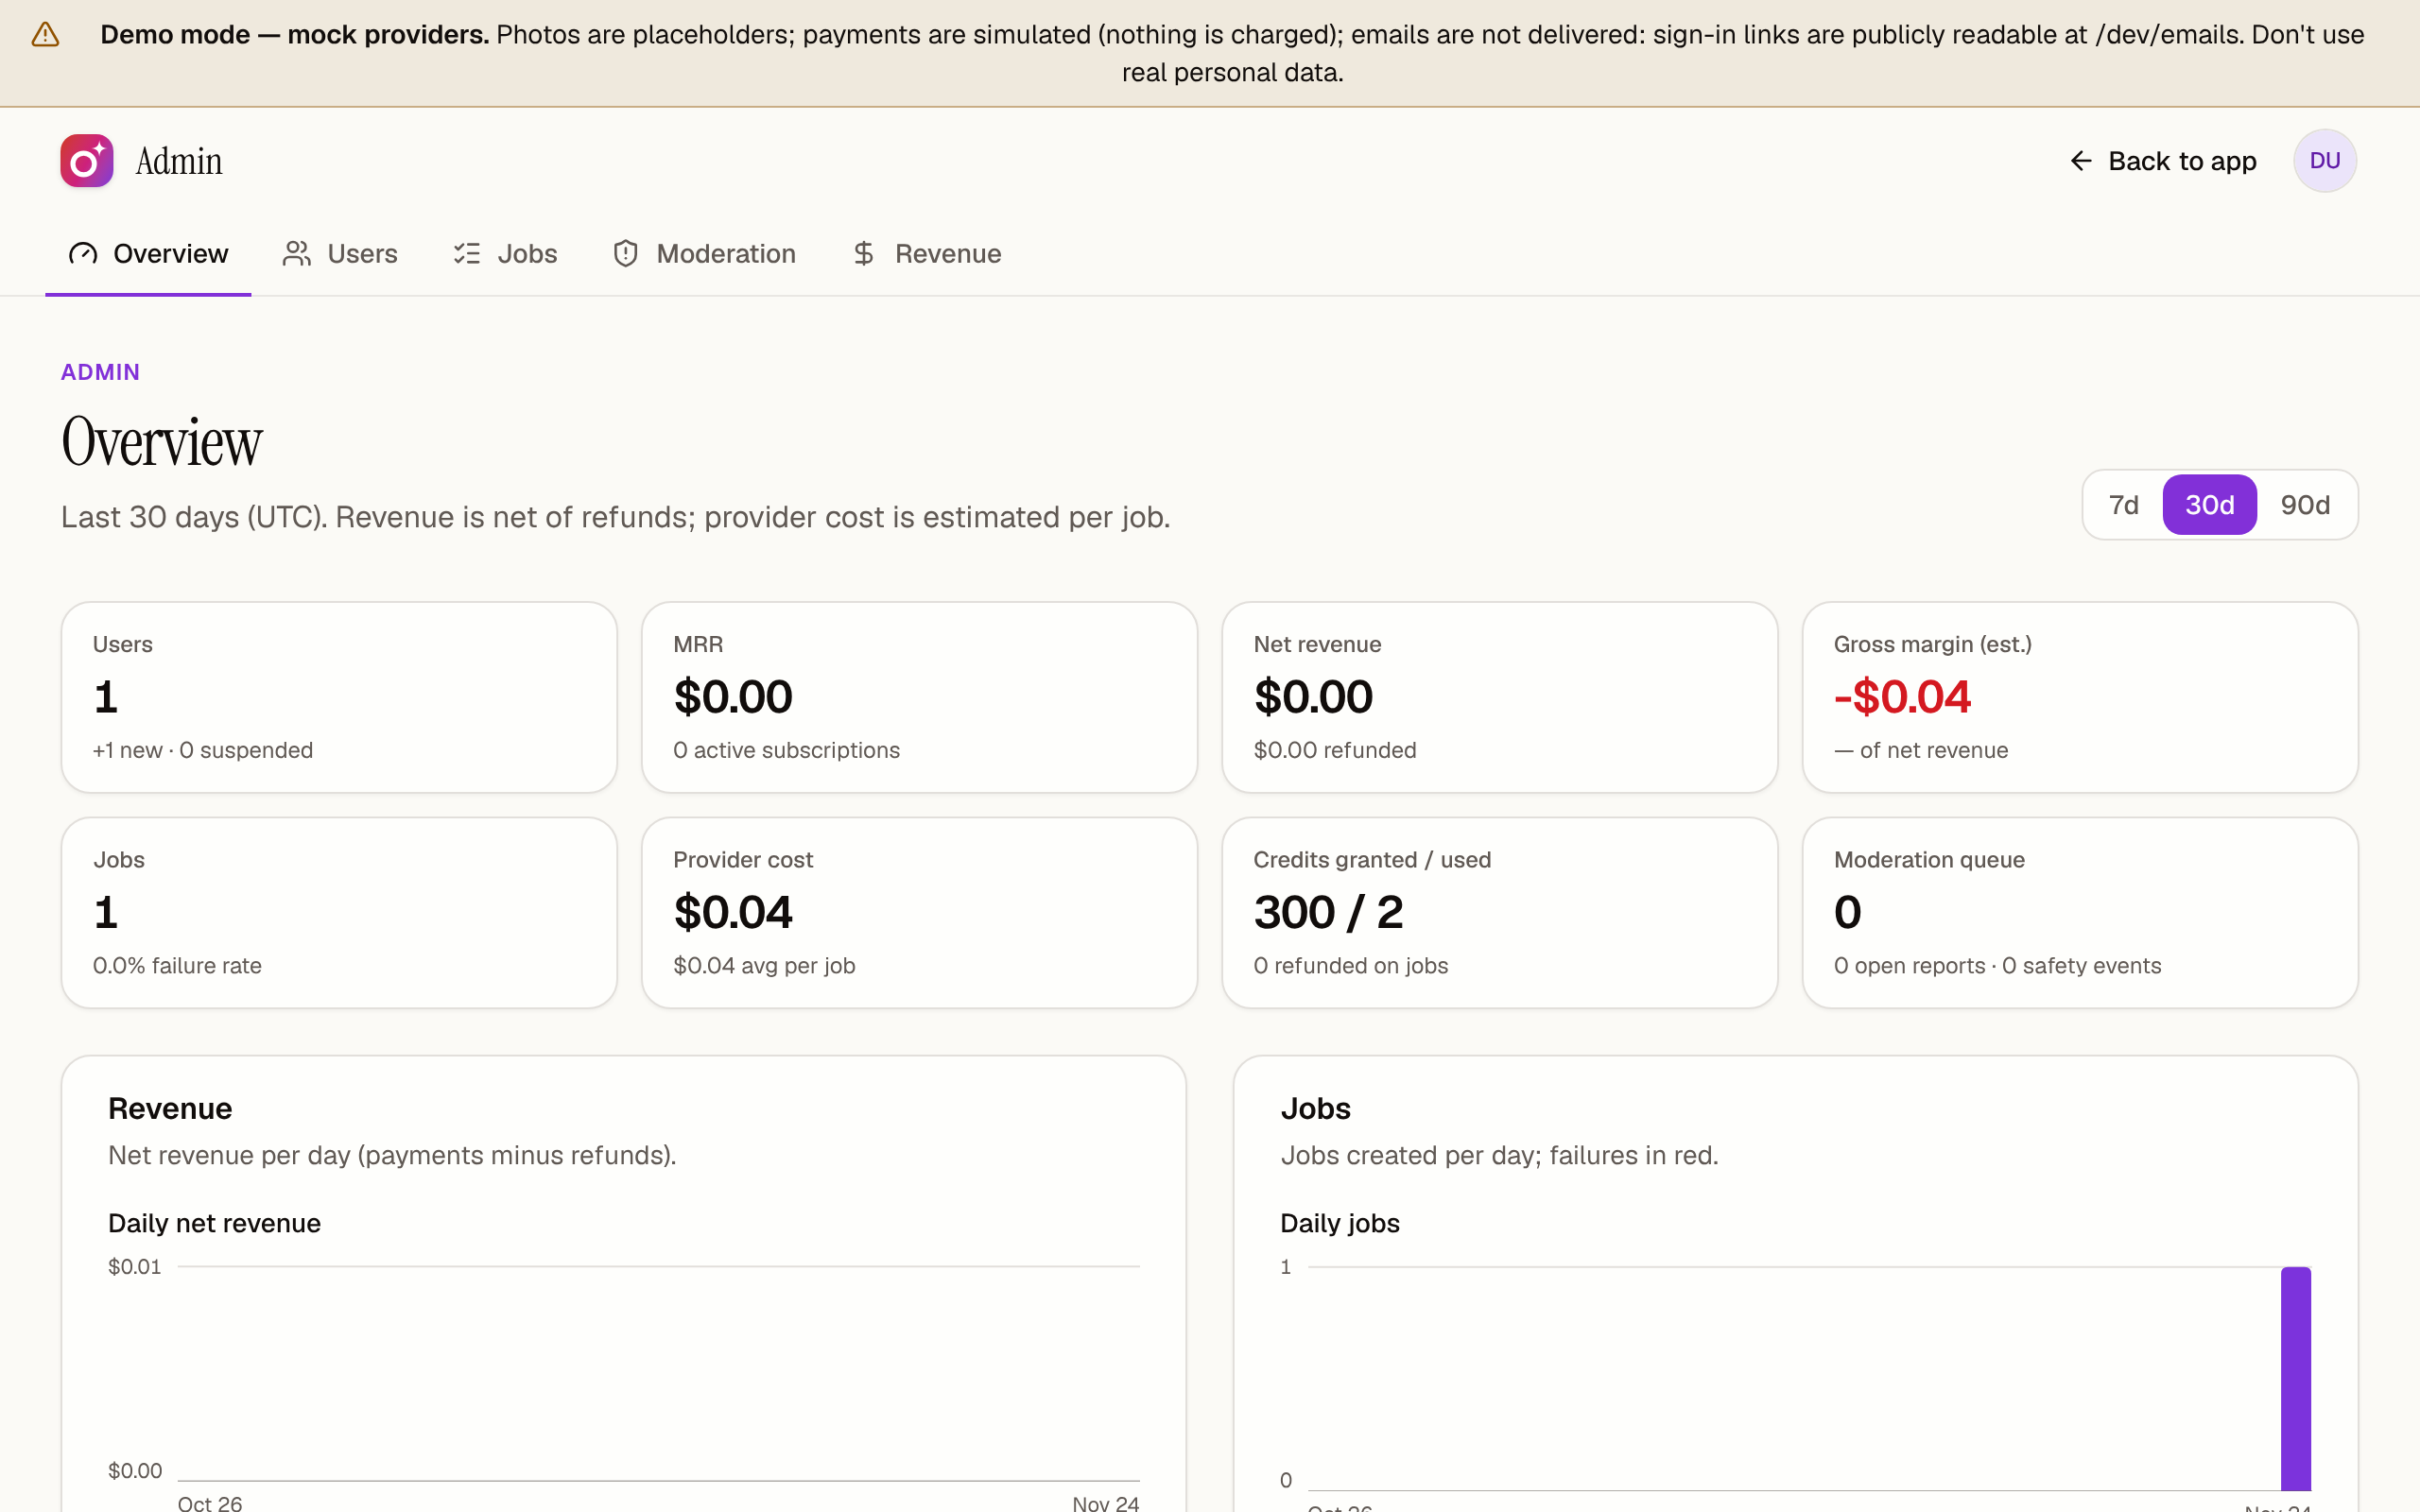 Demo mode — mock providers. Photos are placeholders; payments are simulated (nothing is charged); emails are not delivered: sign-in links are publicly readable at /dev/emails. Don't use
real personal data.
Admin
Back to app
DU
Overview
Users
Jobs
Moderation
Revenue
ADMIN
Overview
Last 30 days (UTC). Revenue is net of refunds; provider cost is estimated per job.
7d
30d
90d
Users
1
+1 new · 0 suspended
MRR
$0.00
0 active subscriptions
Net revenue
$0.00
$0.00 refunded
Gross margin (est.)
-$0.04
— of net revenue
Jobs
1
0.0% failure rate
Provider cost
$0.04
$0.04 avg per job
Credits granted / used
300 / 2
0 refunded on jobs
Moderation queue
0
0 open reports · 0 safety events
Revenue
Net revenue per day (payments minus refunds).
Daily net revenue
$0.01
$0.00
Oct 26
Nov 24
Jobs
Jobs created per day; failures in red.
Daily jobs
1
0
Oct 26
Nov 24